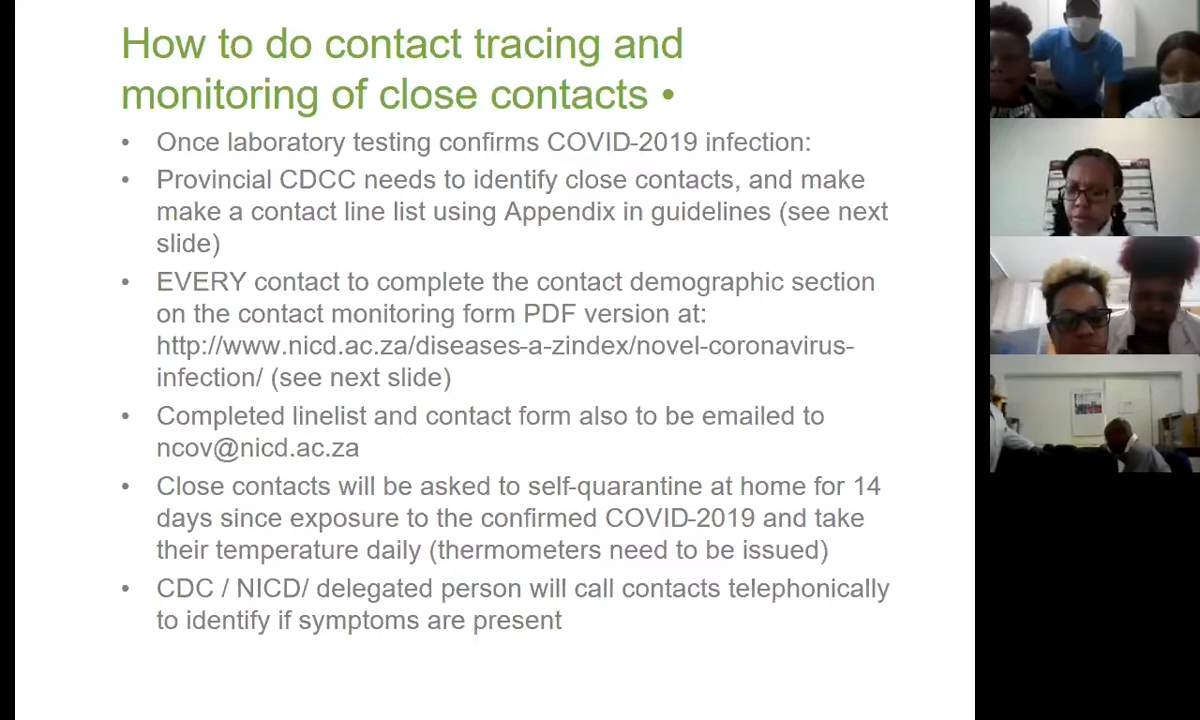 How to do contact tracing and
monitoring of close contacts •
• Once laboratory testing confirms COVID-2019 infection:
• Provincial CDCC needs to identify close contacts, and make
make a contact line list using Appendix in guidelines (see next
slide)
• EVERY contact to complete the contact demographic section
on the contact monitoring form PDF version at:
http://www.nicd.ac.za/diseases-a-zindex/novel-coronavirus-
infection/ (see next slide)
• Completed linelist and contact form also to be emailed to
ncov@nicd.ac.za
• Close contacts will be asked to self-quarantine at home for 14
days since exposure to the confirmed COVID-2019 and take
their temperature daily (thermometers need to be issued)
• CDC / NICD/ delegated person will call contacts telephonically
to identify if symptoms are present